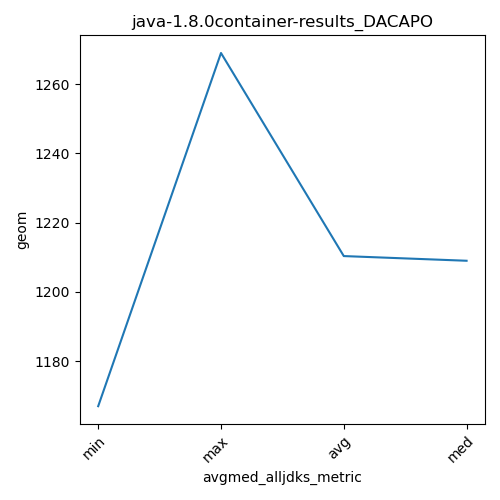 java-1.8.0container-results_DACAPO
geom
1260
1240
1220
1200
1180
min
max
avg
med
avgmed_alljdks_metric